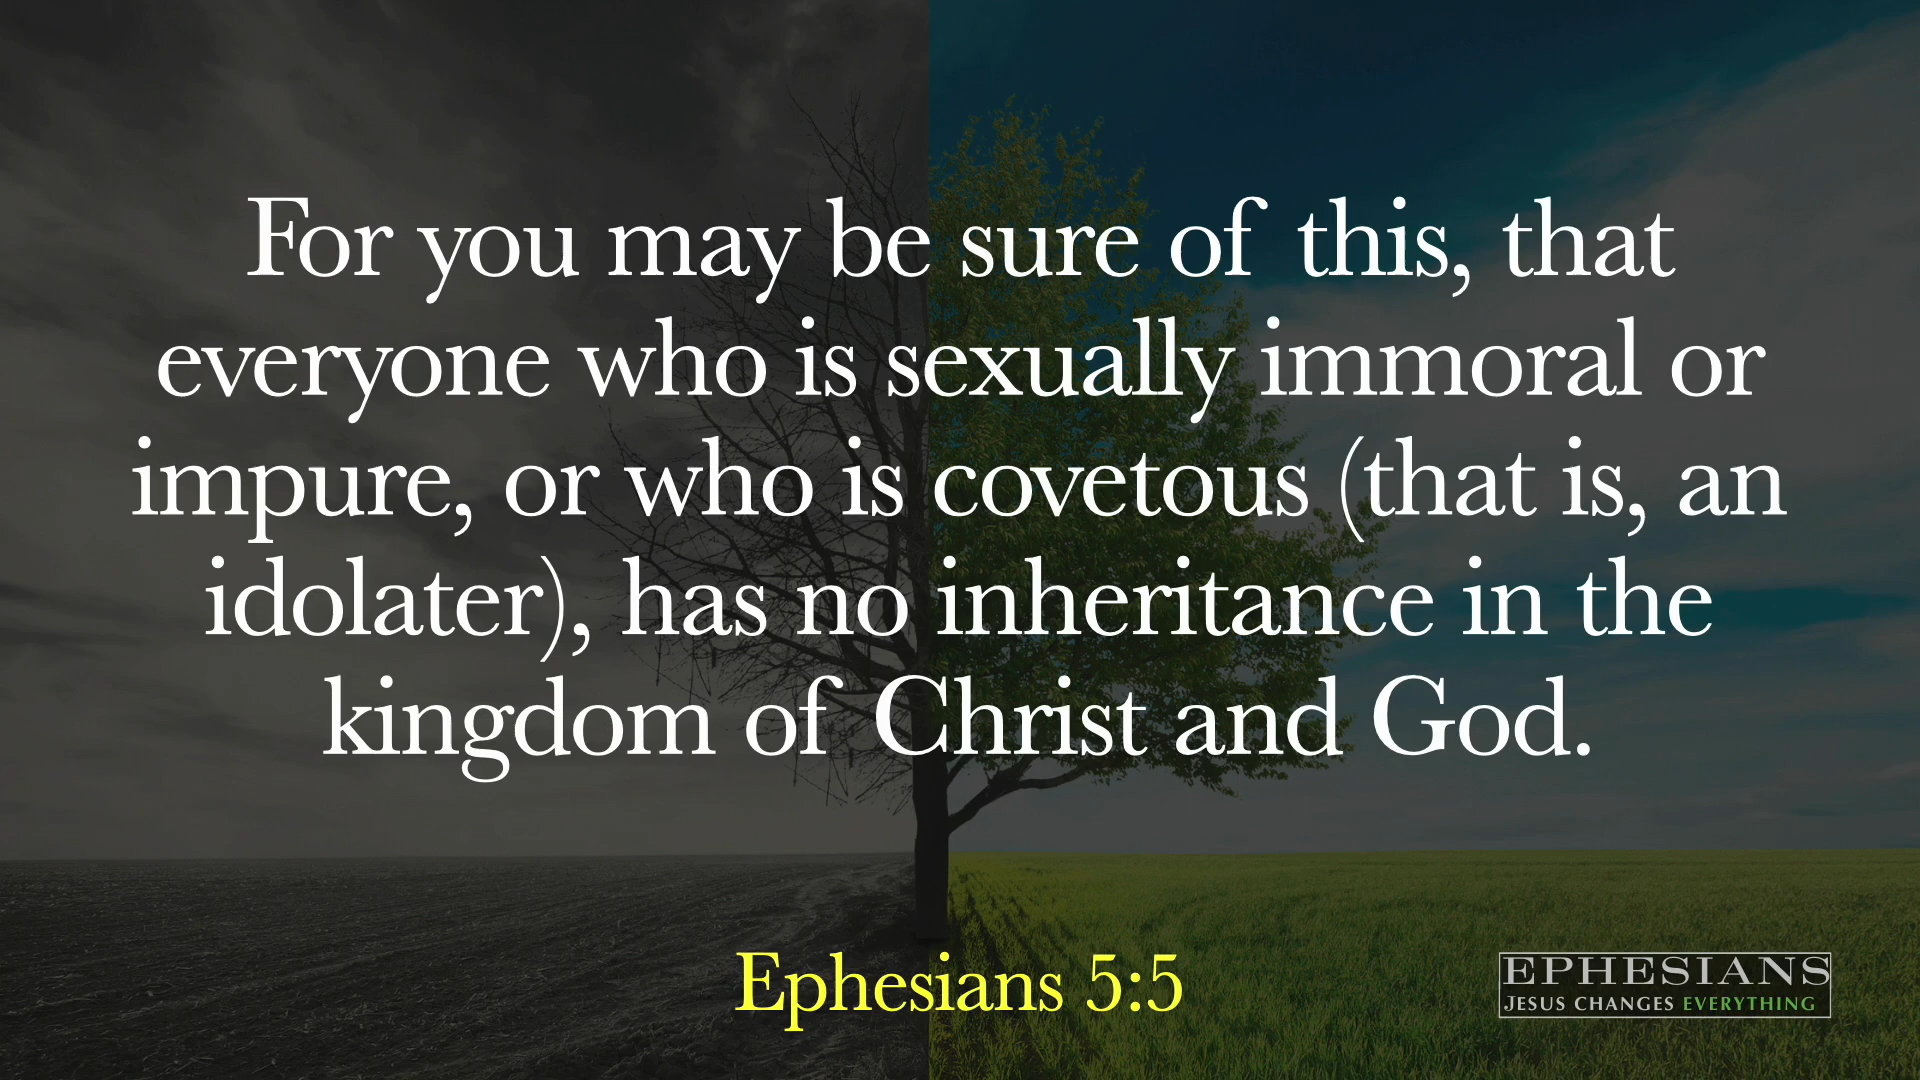 For you may be sure of this, that
everyone who is sexually immoral or
impure, or who is covetous (that is, an
idolater), has no inheritance in the
kingdom of Christ and God.
Ephesians 5:5
EPHESIANS
JESUS CHANGES EVERYTHING